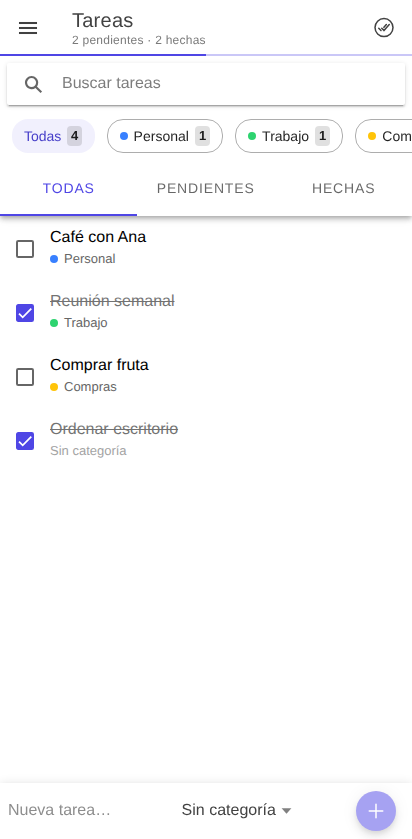 Tareas
2 pendientes · 2 hechas
Buscar tareas
Todas 4 Personal 1 Trabajo 1 Com
TODAS PENDIENTES HECHAS
Café con Ana
Personal
Reunión semanal
Trabajo
Comprar fruta
Compras
Ordenar escritorio
Sin categoría
Nueva tarea… Sin categoría